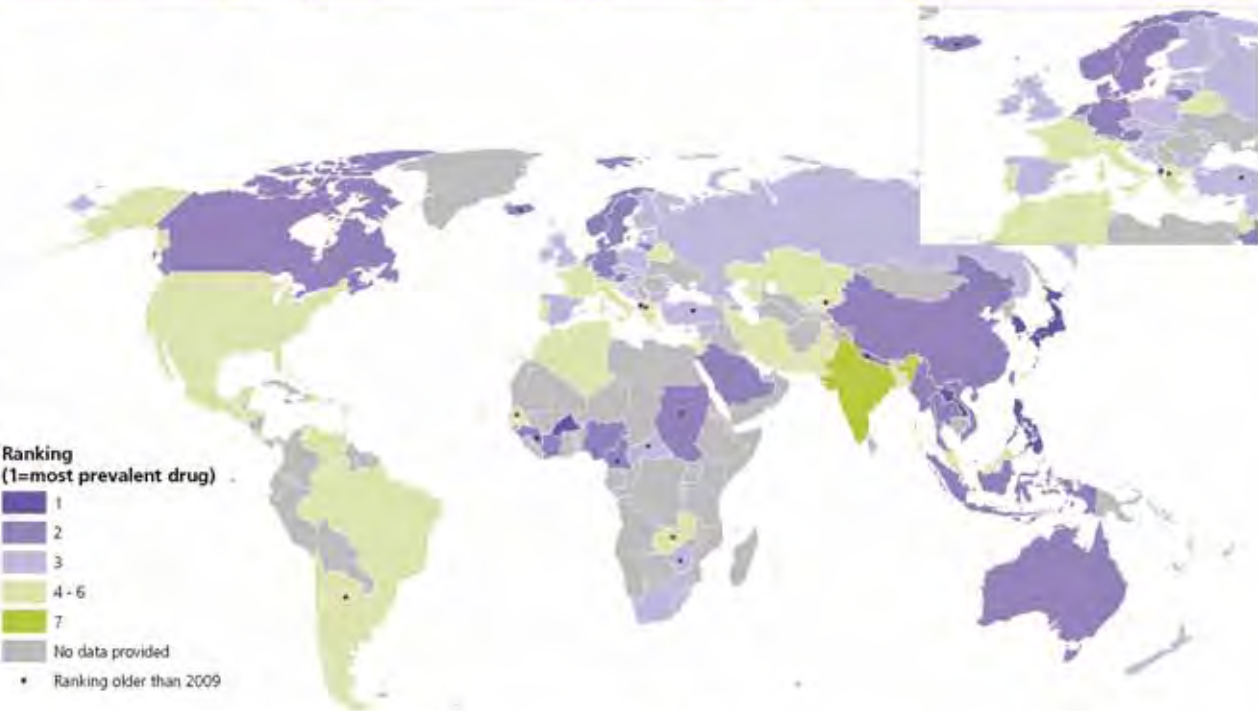 Ranking
(1=most prevalent drug)
1
2
3
4 - 6
7
No data provided
Ranking older than 2009